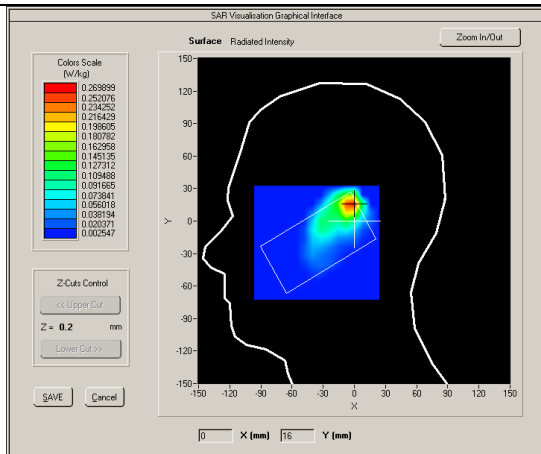 SAR Visualisation Graphical Interface
Surface Radiated Intensity
Zoom In/Out
Colors Scale
(W/kg)
0.269899
0.252076
0.234252
0.216429
0.198605
0.180782
0.162958
0.145135
0.127312
0.109488
0.091665
0.073841
0.056018
0.038194
0.020371
0.002547
Z-Cuts Control
<< Upper Cut
Z = 0.2 mm
Lower Cut >>
SAVE Cancel
150
120
90
60
30
0
-30
-60
-90
-120
-150
Y
-150 -120 -90 -60 -30 0 30 60 90 120 150
X
0 X (mm) 16 Y (mm)